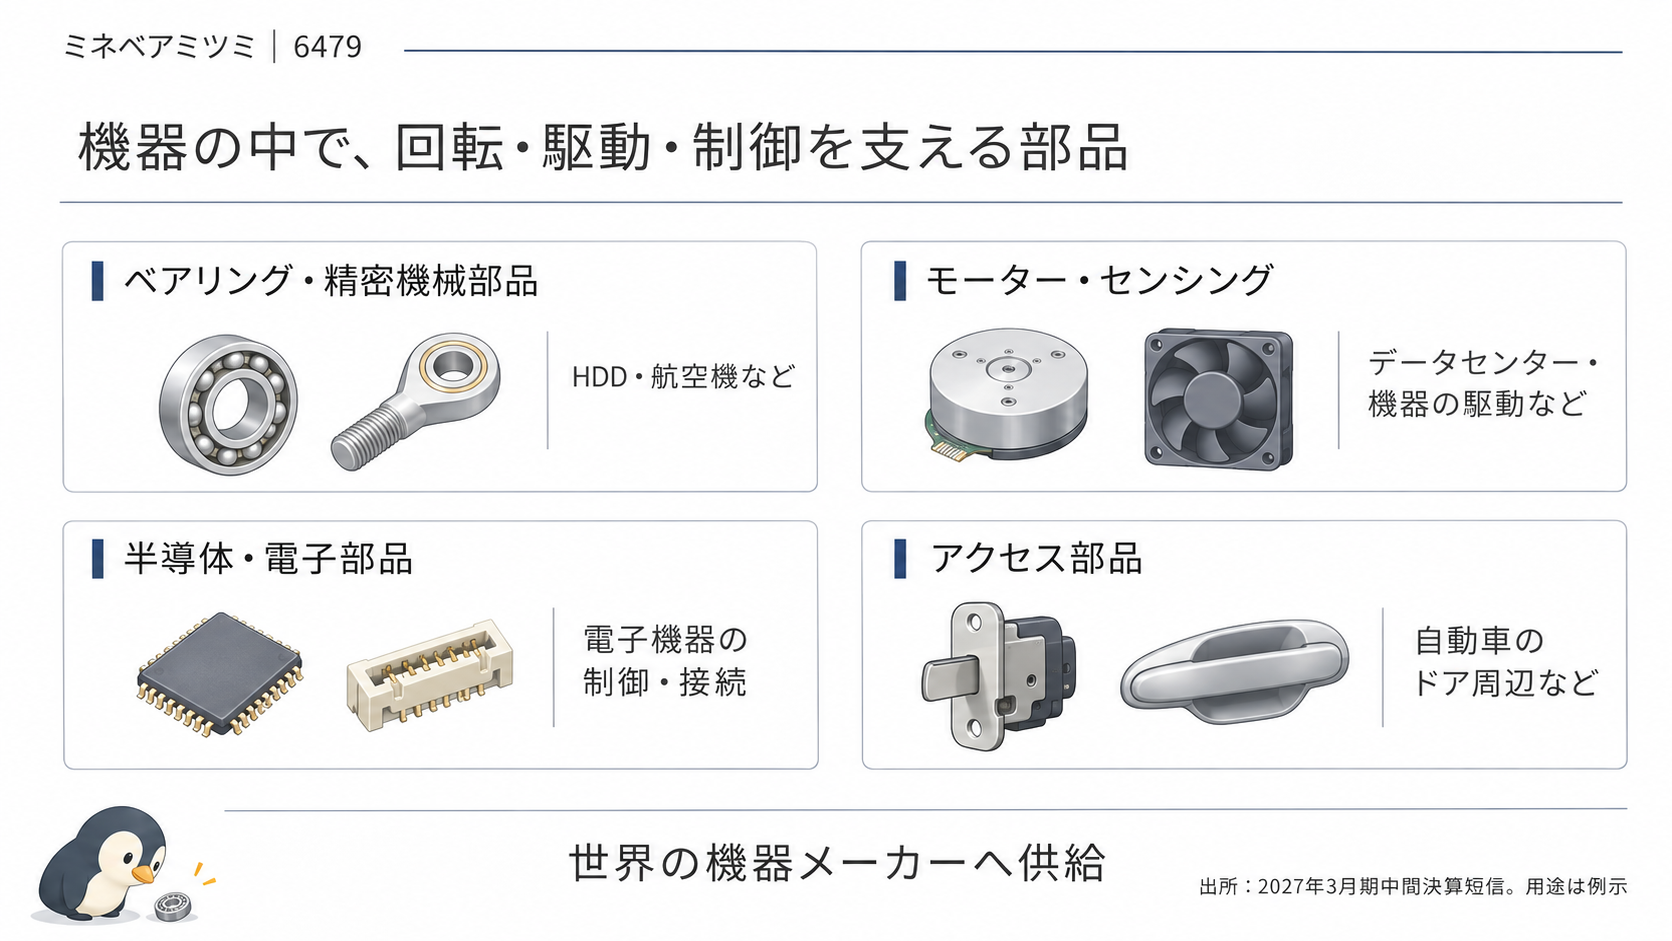 ミネベアミツミ | 6479
機器の中で、回転・駆動・制御を支える部品
ベアリング・精密機械部品
HDD・航空機など
モーター・センシング
データセンター・
機器の駆動など
半導体・電子部品
電子機器の
制御・接続
アクセス部品
自動車の
ドア周辺など
世界の機器メーカーへ供給
出所：2027年3月期中間決算短信。用途は例示